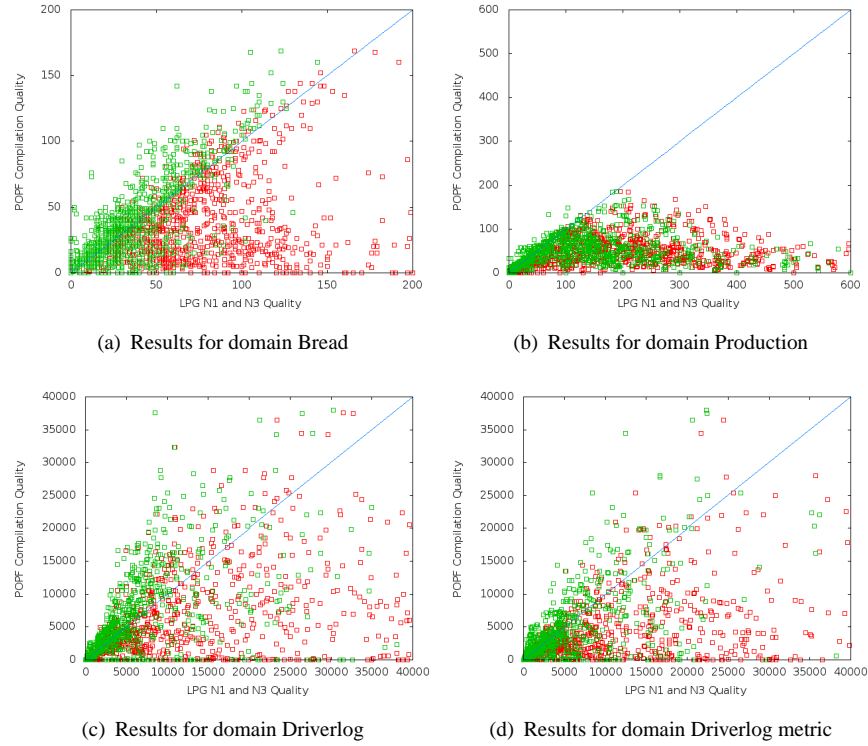 200
150
100
50
0
POPF Compilation Quality
0 50 100 150 200
LPG N1 and N3 Quality
(a) Results for domain Bread
600
500
400
300
200
100
0
POPF Compilation Quality
0 100 200 300 400 500 600
LPG N1 and N3 Quality
(b) Results for domain Production
40000
35000
30000
25000
20000
15000
10000
5000
0
POPF Compilation Quality
0 5000 10000 15000 20000 25000 30000 35000 40000
LPG N1 and N3 Quality
(c) Results for domain Driverlog
40000
35000
30000
25000
20000
15000
10000
5000
0
POPF Compilation Quality
0 5000 10000 15000 20000 25000 30000 35000 40000
LPG N1 and N3 Quality
(d) Results for domain Driverlog metric